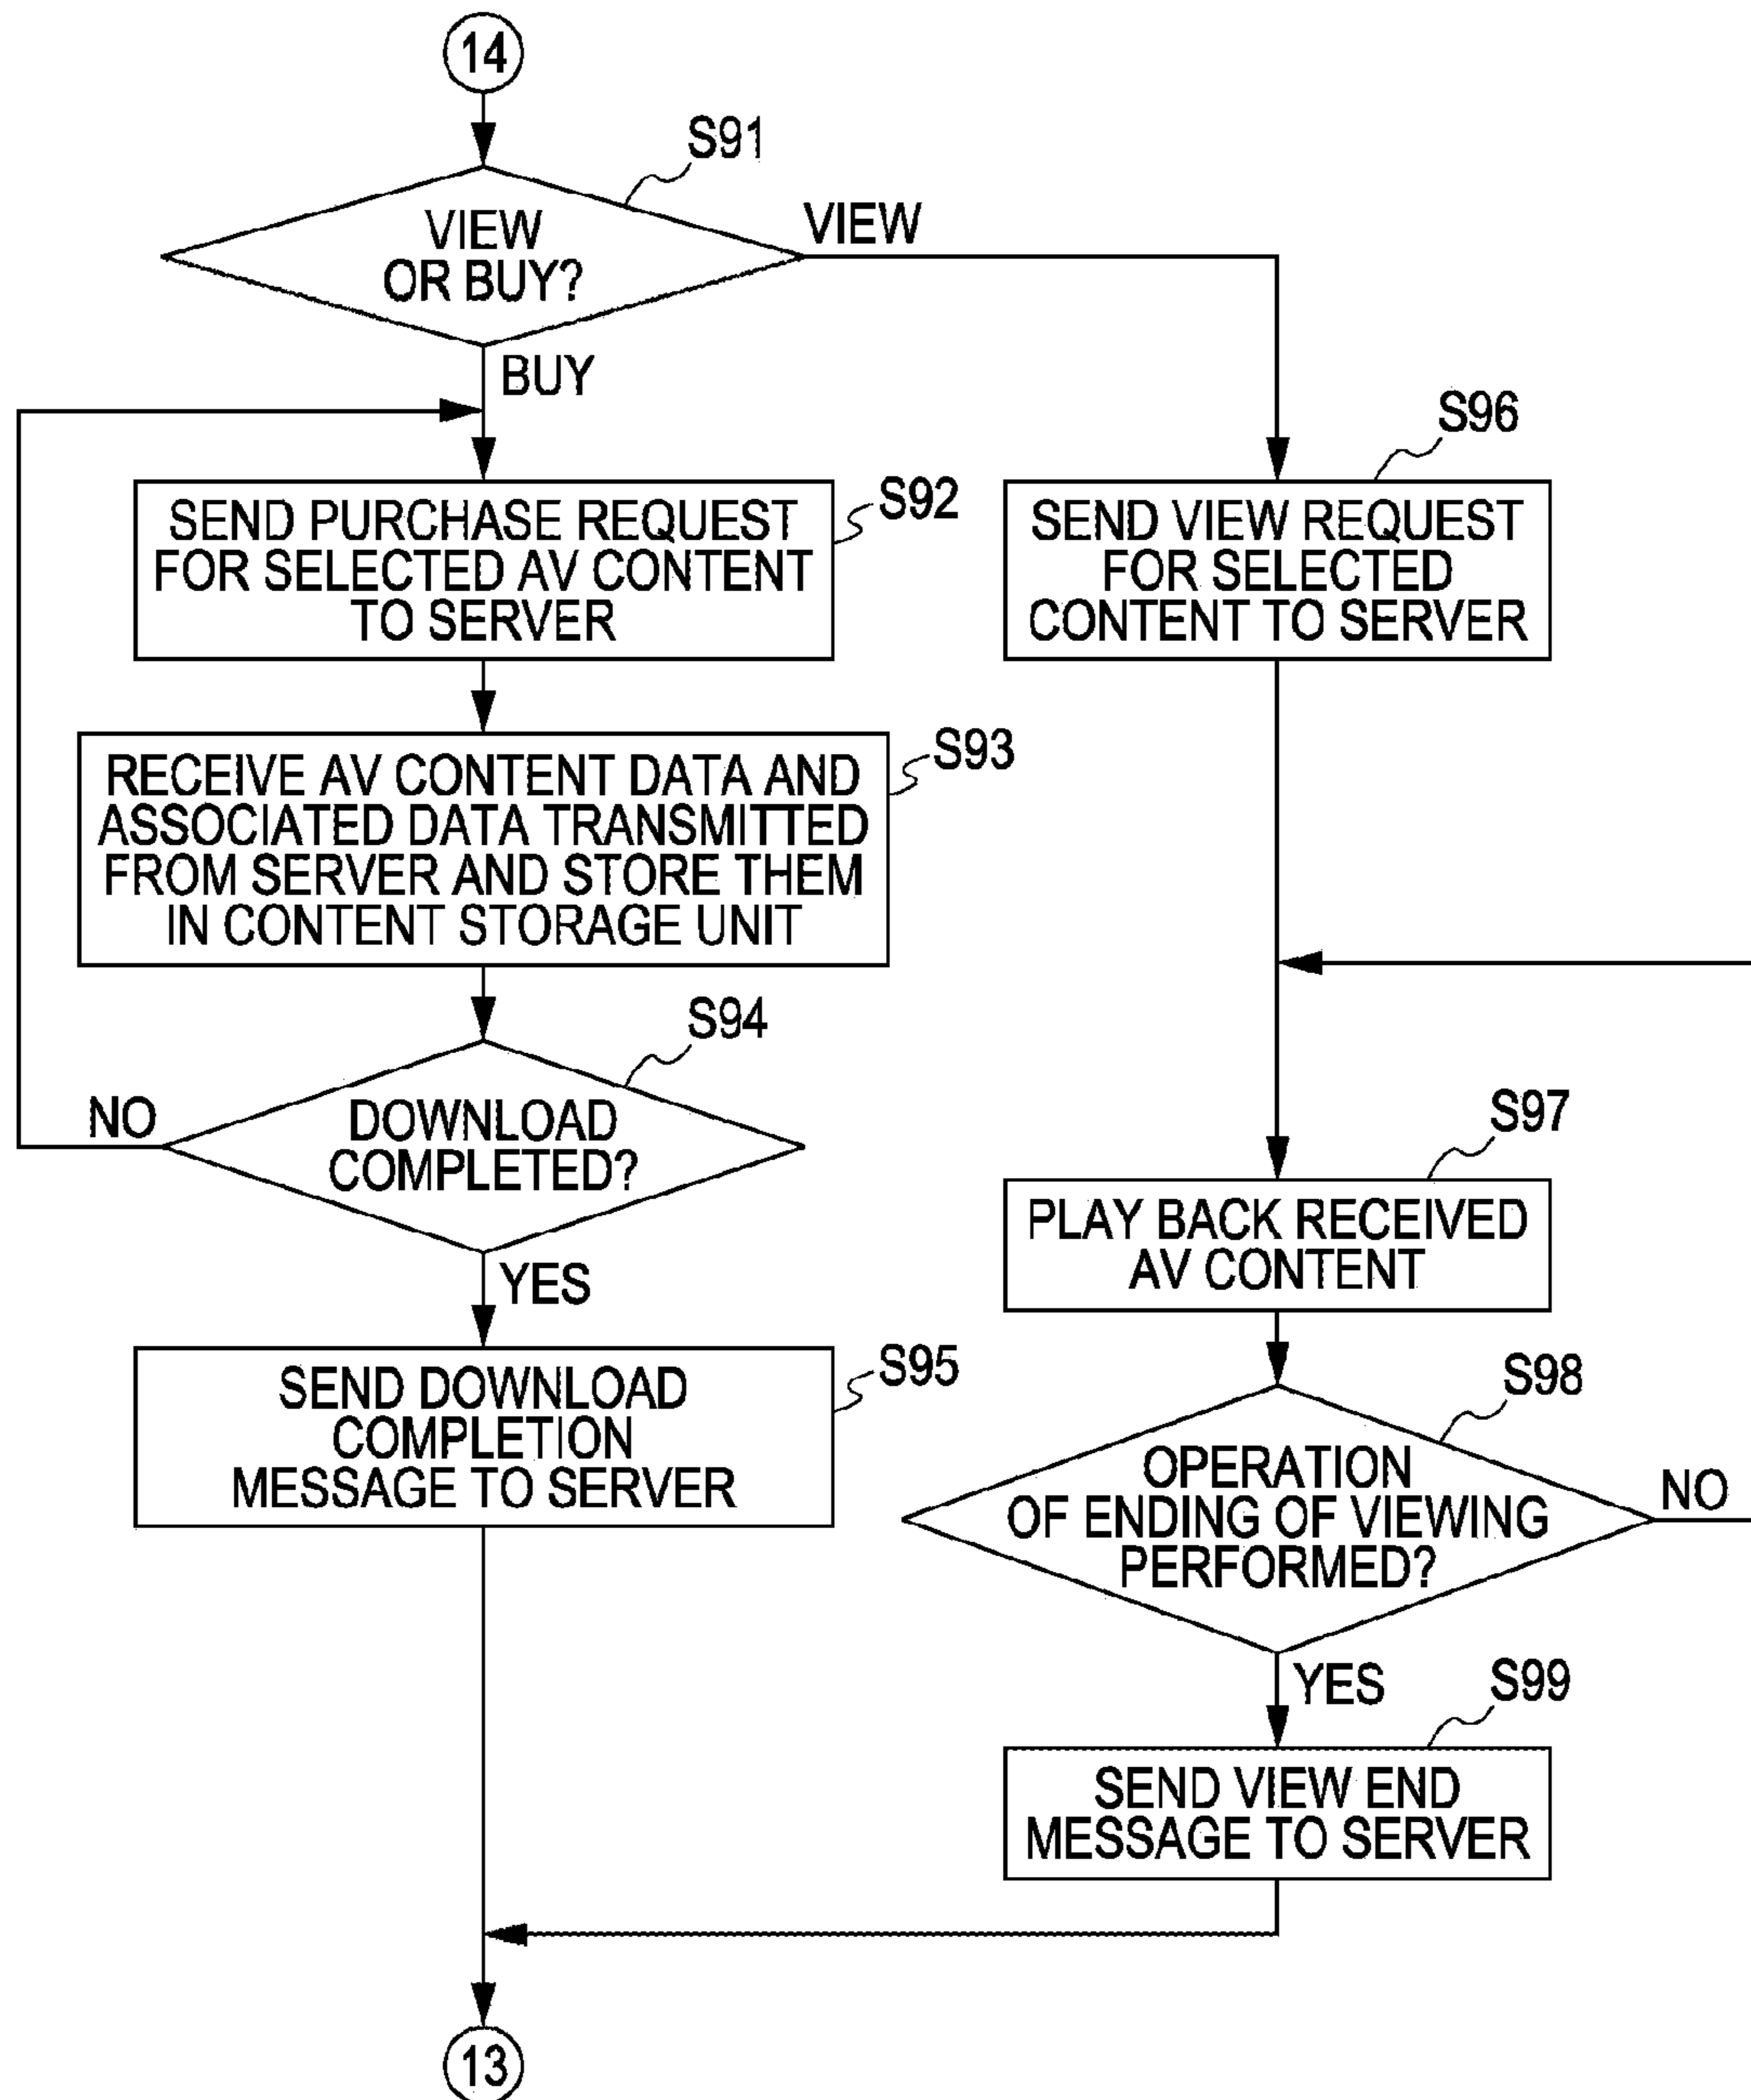 14
S91
VIEW
OR BUY?
VIEW
BUY
S92
SEND PURCHASE REQUEST
FOR SELECTED AV CONTENT
TO SERVER
S93
RECEIVE AV CONTENT DATA AND
ASSOCIATED DATA TRANSMITTED
FROM SERVER AND STORE THEM
IN CONTENT STORAGE UNIT
S94
DOWNLOAD
COMPLETED?
NO
YES
S95
SEND DOWNLOAD
COMPLETION
MESSAGE TO SERVER
S96
SEND VIEW REQUEST
FOR SELECTED
CONTENT TO SERVER
S97
PLAY BACK RECEIVED
AV CONTENT
S98
OPERATION
OF ENDING OF VIEWING
PERFORMED?
NO
YES
S99
SEND VIEW END
MESSAGE TO SERVER
13